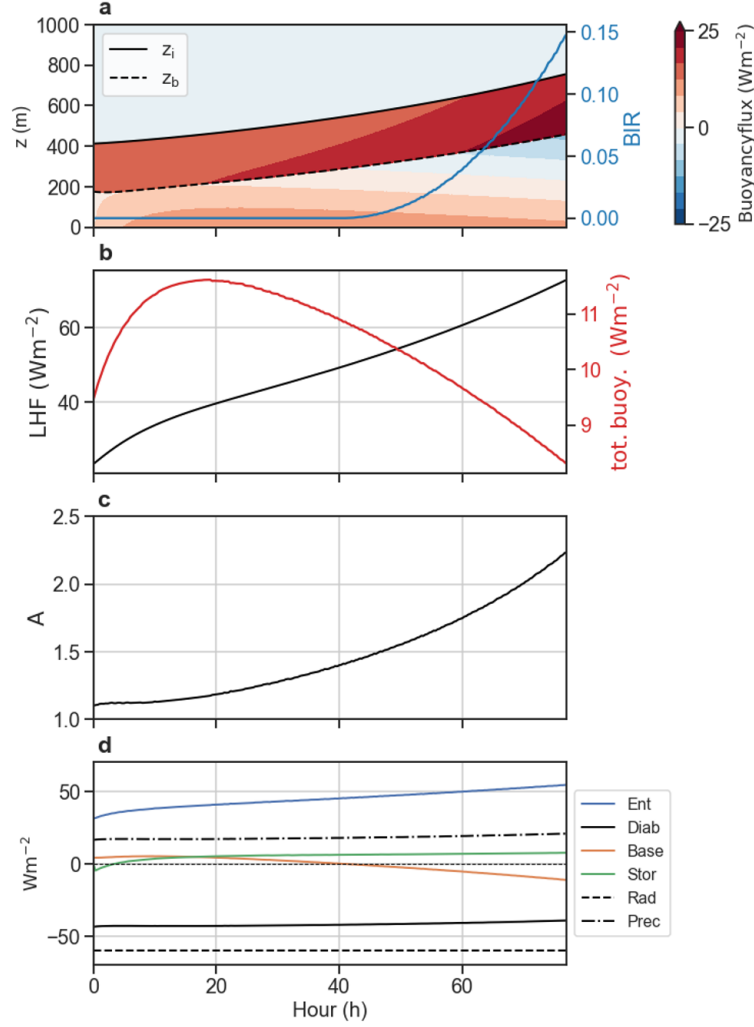 a
1000
800
600
400
200
0
z (m)
z_i
z_b
0.15
0.10
0.05
0.00
BIR
25
0
−25
Buoyancyflux (Wm⁻²)
b
60
40
LHF (Wm⁻²)
11
10
9
tot. buoy. (Wm⁻²)
c
2.5
2.0
1.5
1.0
A
d
50
0
−50
Wm⁻²
Ent
Diab
Base
Stor
Rad
Prec
0 20 40 60
Hour (h)